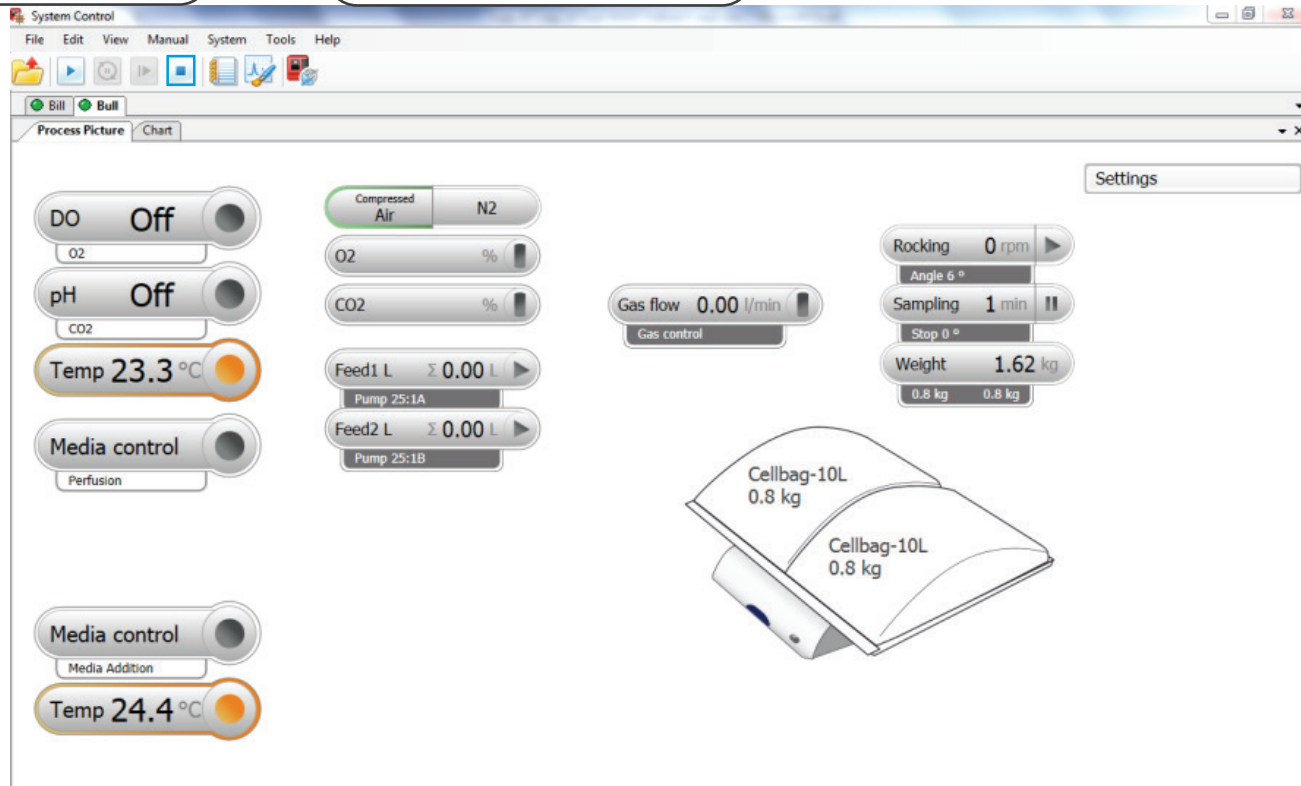 System Control
File Edit View Manual System Tools Help
Bill Bull
Process Picture Chart
Settings
DO Off
O2
pH Off
CO2
Temp 23.3 °C
Media control
Perfusion
Media control
Media Addition
Temp 24.4 °C
Compressed
Air N2
O2 %
CO2 %
Feed1 L Σ 0.00 L
Pump 25:1A
Feed2 L Σ 0.00 L
Pump 25:1B
Gas flow 0.00 l/min
Gas control
Rocking 0 rpm
Angle 6 °
Sampling 1 min
Stop 0 °
Weight 1.62 kg
0.8 kg 0.8 kg
Cellbag-10L
0.8 kg
Cellbag-10L
0.8 kg